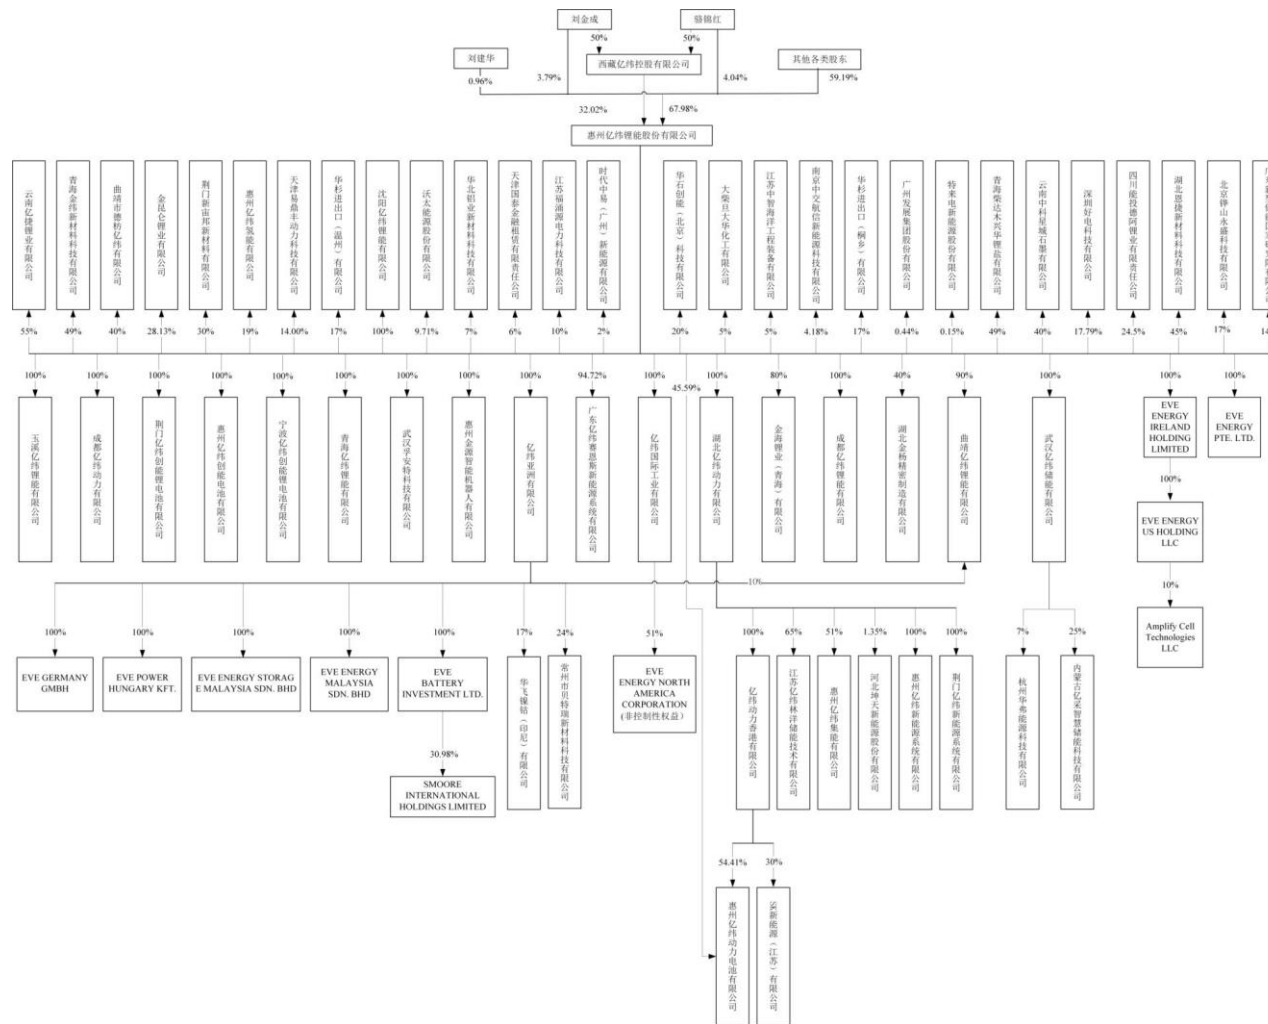 刘金成
骆锦红
50%
50%
刘建华
西藏亿纬控股有限公司
其他各类股东
0.96%
3.79%
4.04%
59.19%
32.02%
67.98%
惠州亿纬锂能股份有限公司
云南亿捷锂业有限公司
青海金纬新材料科技有限公司
曲靖市德枋亿纬有限公司
金昆仑锂业有限公司
荆门新宙邦新材料有限公司
惠州亿纬氢能有限公司
天津易鼎丰动力科技有限公司
华杉进出口（温州）有限公司
沈阳亿纬锂能有限公司
沃太能源股份有限公司
华北铝业新材料科技有限公司
天津国泰金融租赁有限责任公司
江苏福涌源电力科技有限公司
时代中易（广州）新能源有限公司
华石创能（北京）科技有限公司
大柴旦大华化工有限公司
江苏中智海洋工程装备有限公司
南京中交航信新能源科技有限公司
华杉进出口（桐乡）有限公司
广州发展集团股份有限公司
特来电新能源股份有限公司
青海柴达木兴华锂盐有限公司
云南中科星城石墨有限公司
深圳好电科技有限公司
四川能投德阿锂业有限责任公司
湖北恩捷新材料科技有限公司
北京铧山永盛科技有限公司
55%
49%
40%
28.13%
30%
19%
14.00%
17%
100%
9.71%
7%
6%
10%
2%
20%
5%
5%
4.18%
17%
0.44%
0.15%
49%
40%
17.79%
24.5%
45%
17%
14
100%
100%
100%
100%
100%
100%
100%
100%
100%
94.72%
100%
45.59%
100%
80%
100%
40%
90%
100%
100%
100%
玉溪亿纬锂能有限公司
成都亿纬动力有限公司
荆门亿纬创能锂电池有限公司
惠州亿纬创能电池有限公司
宁波亿纬创能锂电池有限公司
青海亿纬锂能有限公司
武汉孚安特科技有限公司
惠州金源智能机器人有限公司
亿纬亚洲有限公司
广东亿纬赛恩斯新能源系统有限公司
亿纬国际工业有限公司
湖北亿纬动力有限公司
金海锂业（青海）有限公司
成都亿纬锂能有限公司
湖北金杨精密制造有限公司
曲靖亿纬锂能有限公司
武汉亿纬储能有限公司
EVE
ENERGY
IRELAND
HOLDING
LIMITED
EVE
ENERGY
PTE. LTD.
100%
EVE ENERGY
US HOLDING
LLC
10%
10%
Amplify Cell
Technologies
LLC
100%
100%
100%
100%
100%
17%
24%
51%
100%
65%
51%
1.35%
100%
100%
7%
25%
EVE GERMANY
GMBH
EVE POWER
HUNGARY KFT.
EVE ENERGY STORAG
E MALAYSIA SDN. BHD
EVE ENERGY
MALAYSIA
SDN. BHD
EVE
BATTERY
INVESTMENT LTD.
华飞镍钴（印尼）有限公司
常州市贝特瑞新材料科技有限公司
EVE
ENERGY NORTH
AMERICA
CORPORATION
(非控制性权益）
亿纬动力香港有限公司
江苏亿纬林洋储能技术有限公司
惠州亿纬集能有限公司
河北坤天新能源股份有限公司
惠州亿纬新能源系统有限公司
荆门亿纬新能源系统有限公司
杭州华弗能源科技有限公司
内蒙古亿采智慧储能科技有限公司
30.98%
SMOORE
INTERNATIONAL
HOLDINGS LIMITED
54.41%
30%
惠州亿纬动力电池有限公司
SK新能源（江苏）有限公司